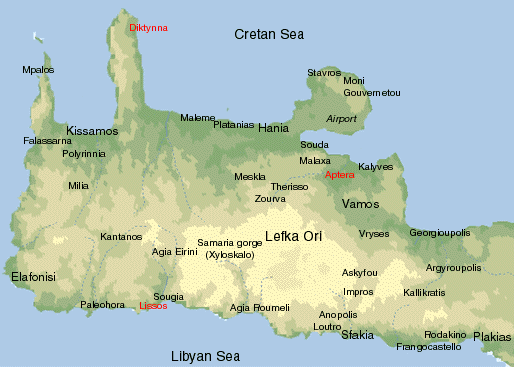 Diktynna
Cretan Sea
Mpalos
Stavros
Moni
Gouvernetou
Maleme
Platanias
Hania
Airport
Kissamos
Falassarna
Polyrrinia
Souda
Malaxa
Kalyves
Aptera
Meskla
Therisso
Milia
Zourva
Vamos
Kantanos
Samaria gorge
(Xyloskalo)
Lefka Ori
Vryses
Georgioupolis
Agia Eirini
Elafonisi
Askyfou
Argyroupolis
Impros
Kallikratis
Sougia
Paleohora
Lissos
Agia Roumeli
Anopolis
Loutro
Sfakia
Rodakino
Plakias
Frangocastello
Libyan Sea